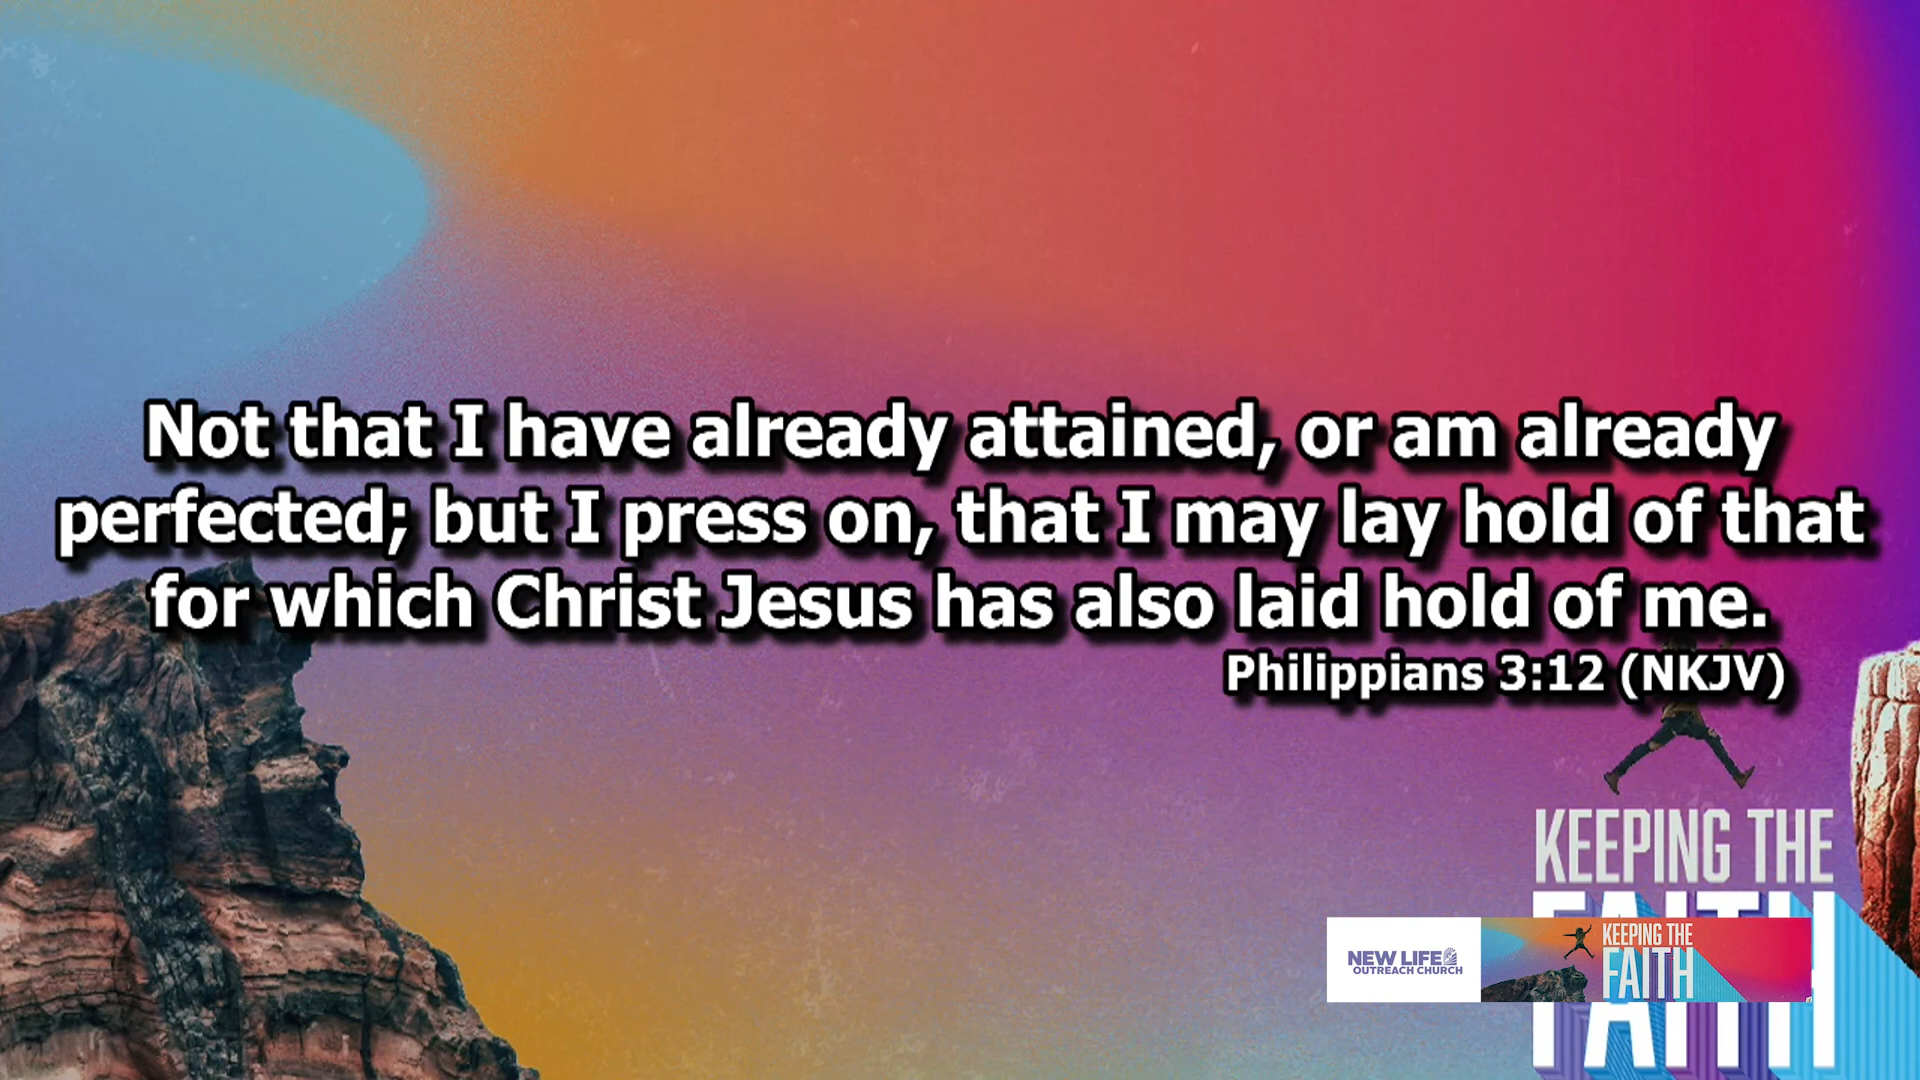 Not that I have already attained, or am already
perfected; but I press on, that I may lay hold of that
for which Christ Jesus has also laid hold of me.
Philippians 3:12 (NKJV)
KEEPING THE
FAITH
NEW LIFE
OUTREACH CHURCH
KEEPING THE
FAITH